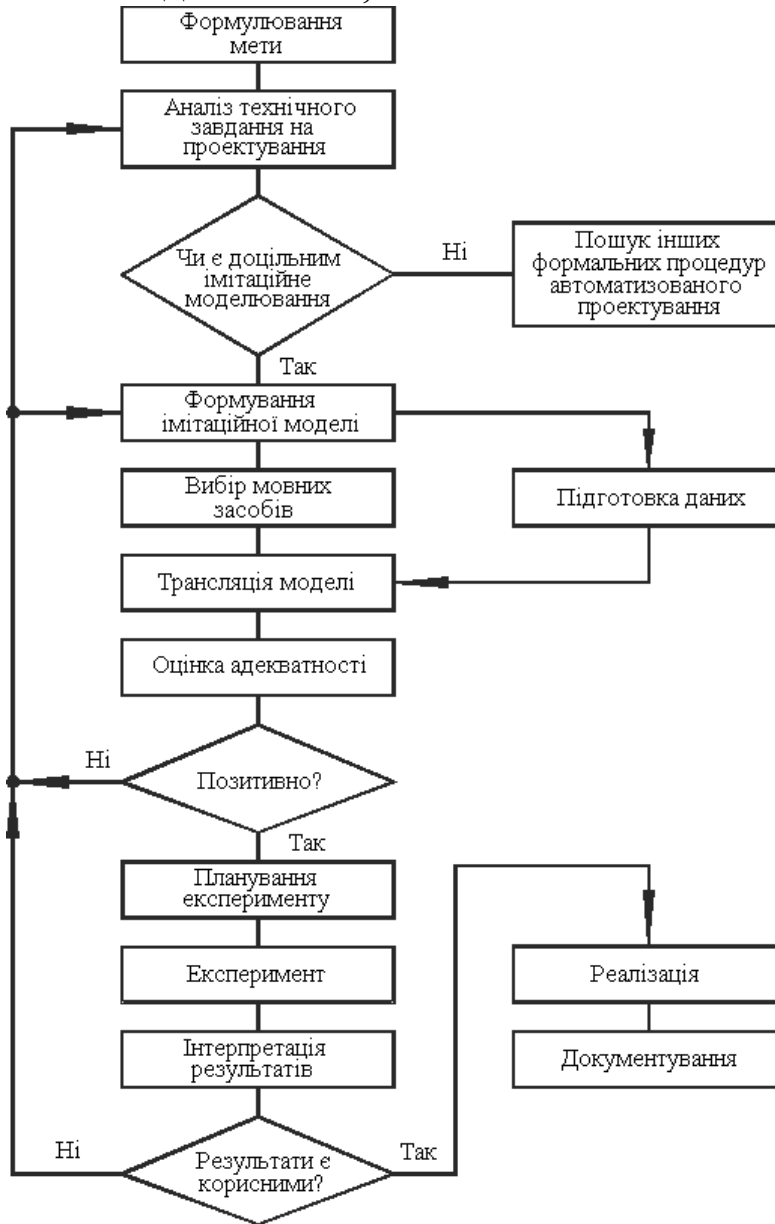 Формулювання
мети
Аналіз технічного
завдання на
проектування
Чи є доцільним
імітаційне
моделювання
Ні
Пошук інших
формальних процедур
автоматизованого
проектування
Так
Формування
імітаційної моделі
Вибір мовних
засобів
Підготовка даних
Трансляція моделі
Оцінка адекватності
Ні
Позитивно?
Так
Планування
експерименту
Експеримент
Реалізація
Інтерпретація
результатів
Документування
Ні
Результати є
корисними?
Так